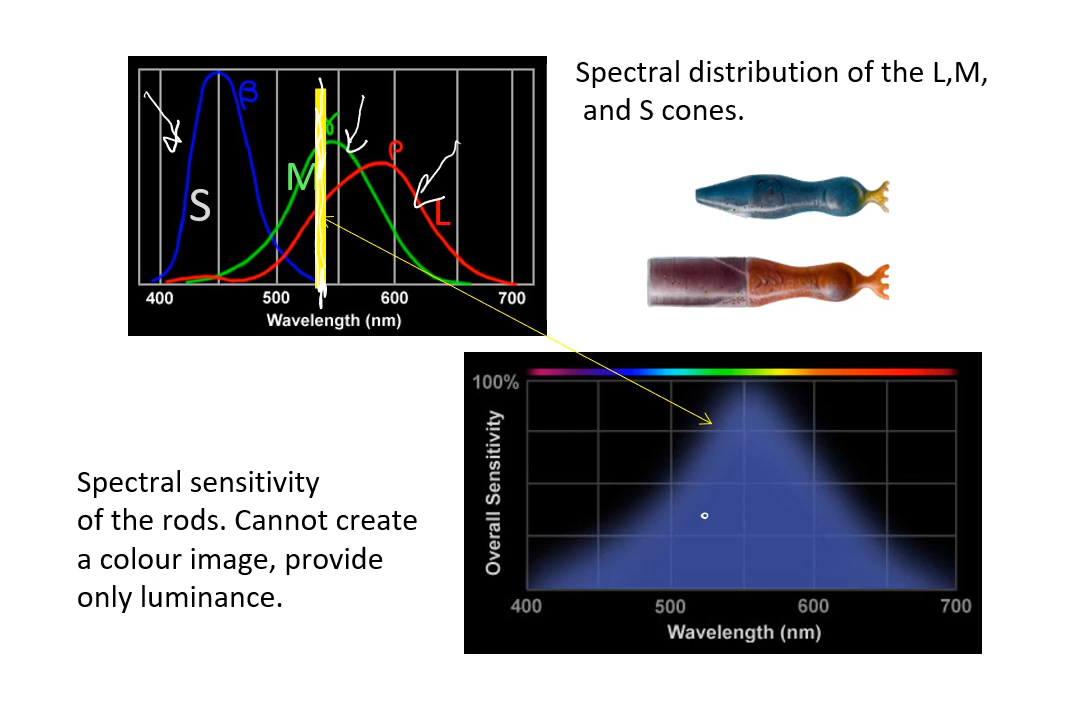 Spectral distribution of the L,M,
and S cones.
β
γ
ρ
M
S
L
400 500 600 700
Wavelength (nm)
100%
Overall Sensitivity
400 500 600 700
Wavelength (nm)
Spectral sensitivity
of the rods. Cannot create
a colour image, provide
only luminance.